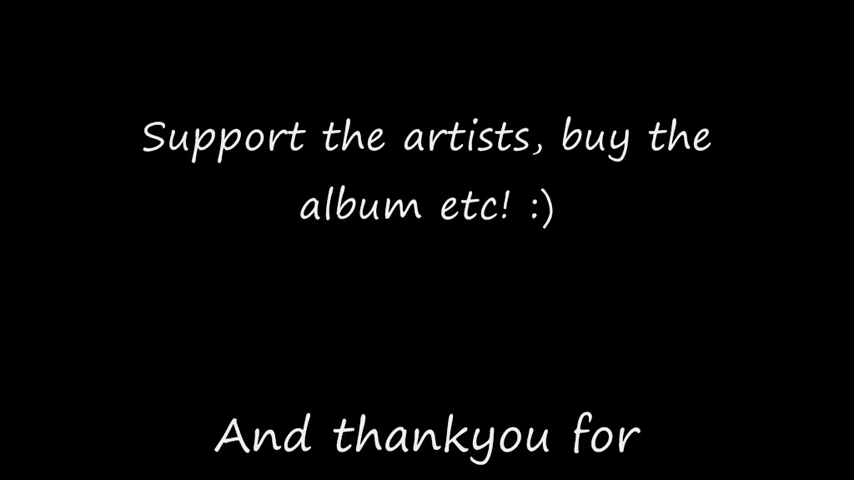 Support the artists, buy the
album etc! :)
And thankyou for